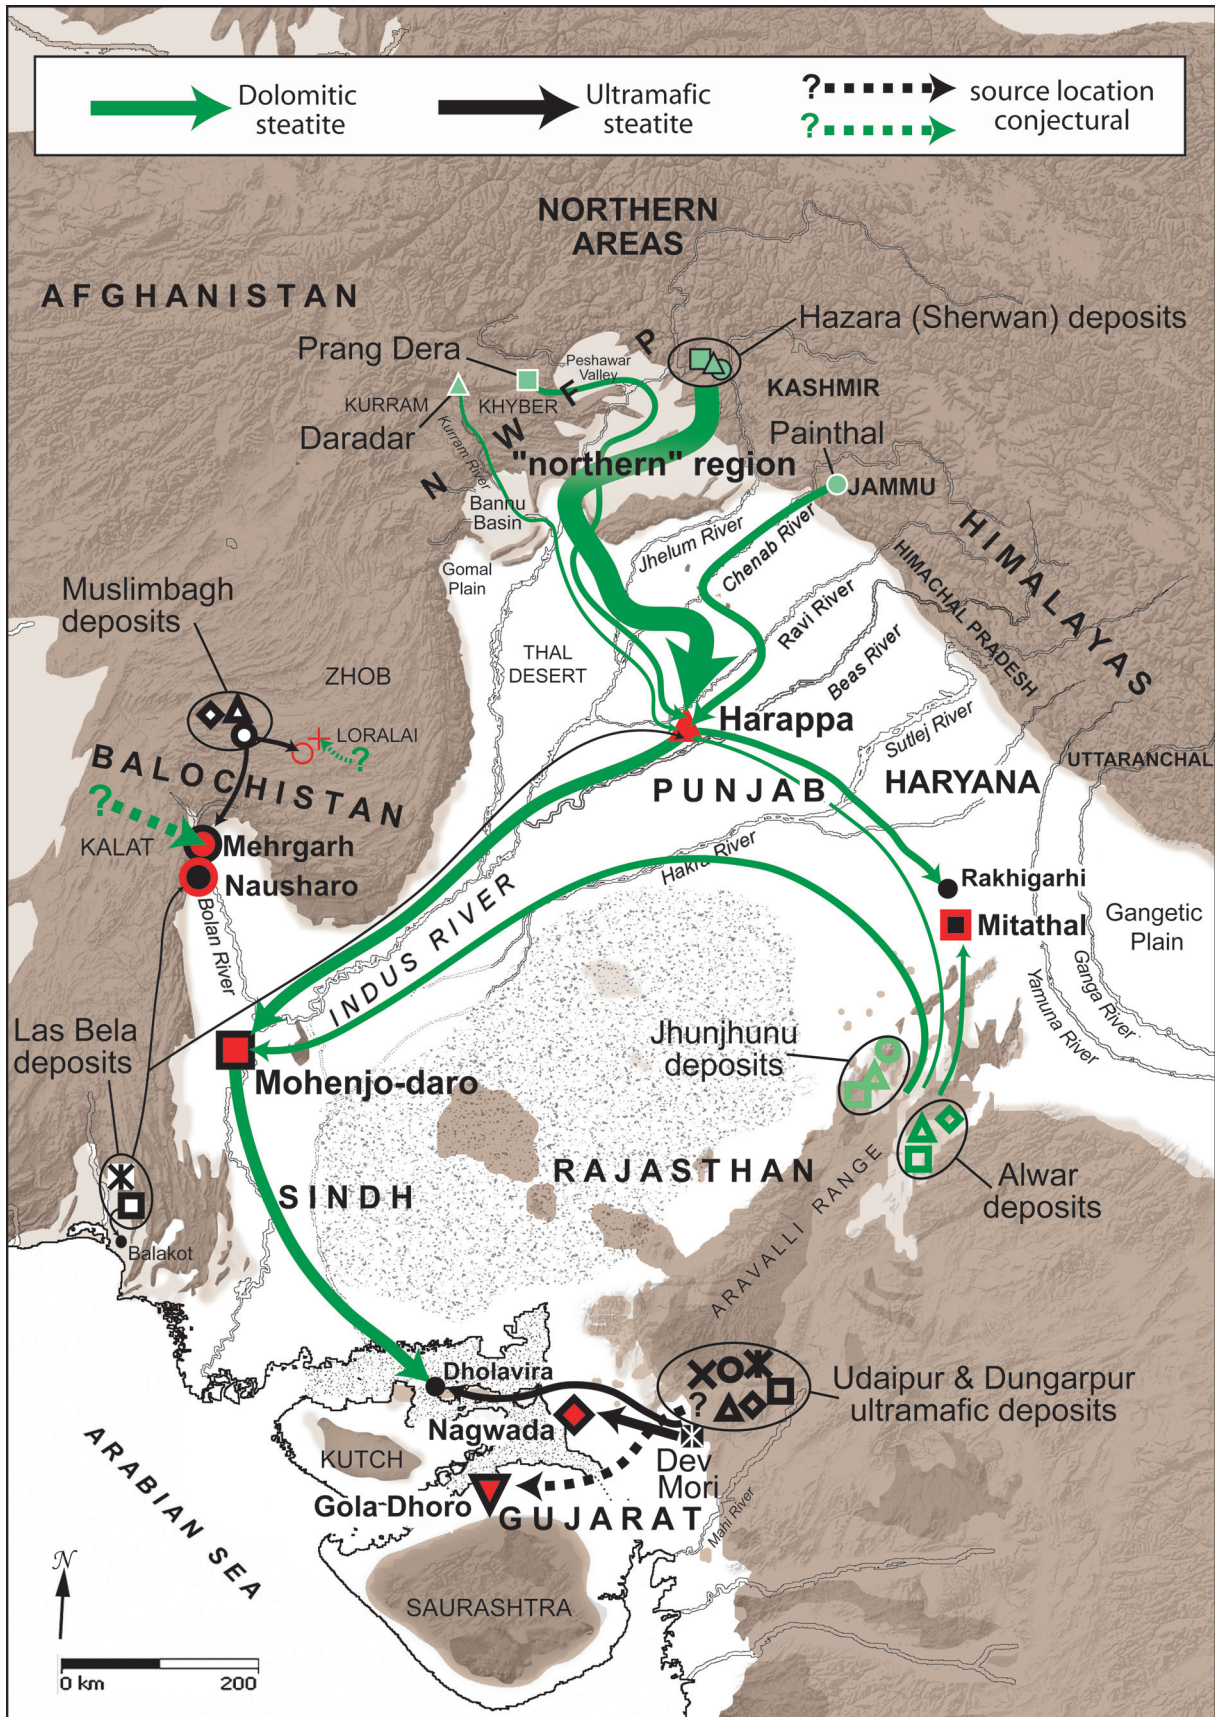 Dolomitic
steatite
Ultramafic
steatite
?
?
source location
conjectural
NORTHERN
AREAS
AFGHANISTAN
Hazara (Sherwan) deposits
Prang Dera
Peshawar
Valley
KURRAM
KHYBER
N W F P
KASHMIR
Daradar
Kurram River
Painthal
"northern" region
JAMMU
Bannu
Basin
Gomal
Plain
Jhelum River
Chenab River
HIMALAYAS
HIMACHAL PRADESH
Muslimbagh
deposits
Ravi River
Beas River
THAL
DESERT
ZHOB
Harappa
Sutlej River
LORALAI
?
UTTARANCHAL
BALOCHISTAN
?
PUNJAB
HARYANA
KALAT
Mehrgarh
Nausharo
Hakra River
Rakhigarhi
Mitathal
Gangetic
Plain
Bolan River
INDUS RIVER
Ganga River
Yamuna River
Las Bela
deposits
Jhunjhunu
deposits
Mohenjo-daro
RAJASTHAN
SINDH
Alwar
deposits
ARAVALLI RANGE
Balakot
Dholavira
Udaipur & Dungarpur
ultramafic deposits
?
Nagwada
KUTCH
Dev
Mori
Gola Dhoro
GUJARAT
Mahi River
ARABIAN SEA
N
SAURASHTRA
0 km 200